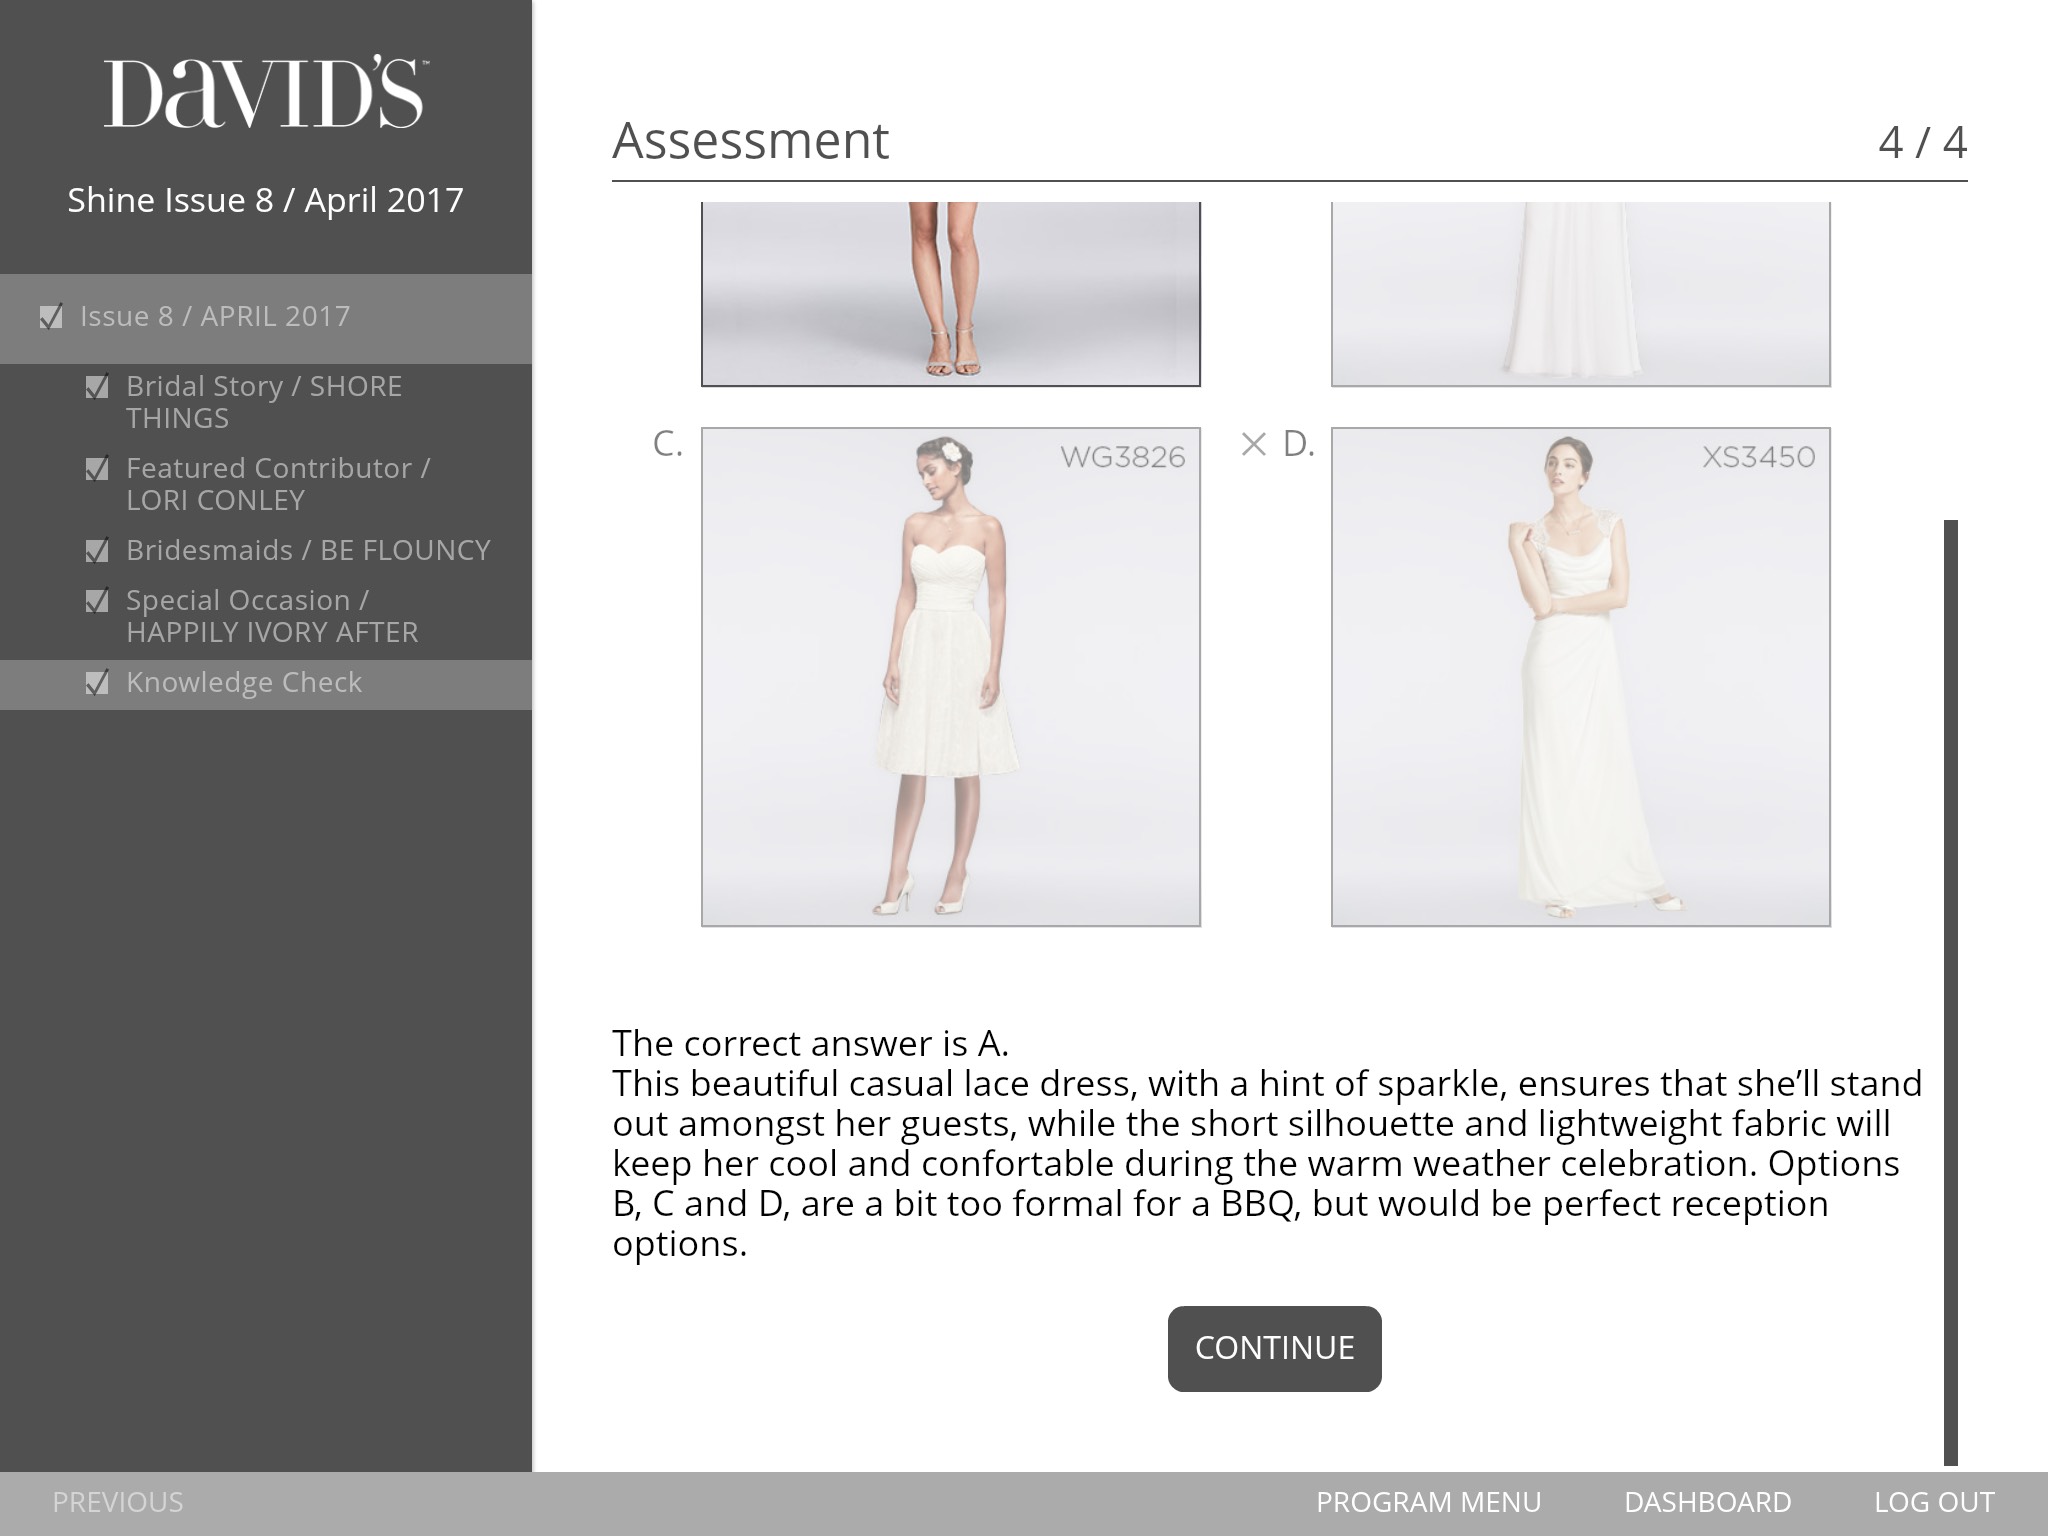 DAVID'S™
Shine Issue 8 / April 2017
Issue 8 / APRIL 2017
Bridal Story / SHORE
THINGS
Featured Contributor /
LORI CONLEY
Bridesmaids / BE FLOUNCY
Special Occasion /
HAPPILY IVORY AFTER
Knowledge Check
Assessment
4 / 4
C.
WG3826
D.
XS3450
The correct answer is A.
This beautiful casual lace dress, with a hint of sparkle, ensures that she’ll stand
out amongst her guests, while the short silhouette and lightweight fabric will
keep her cool and confortable during the warm weather celebration. Options
B, C and D, are a bit too formal for a BBQ, but would be perfect reception
options.
CONTINUE
PREVIOUS
PROGRAM MENU
DASHBOARD
LOG OUT